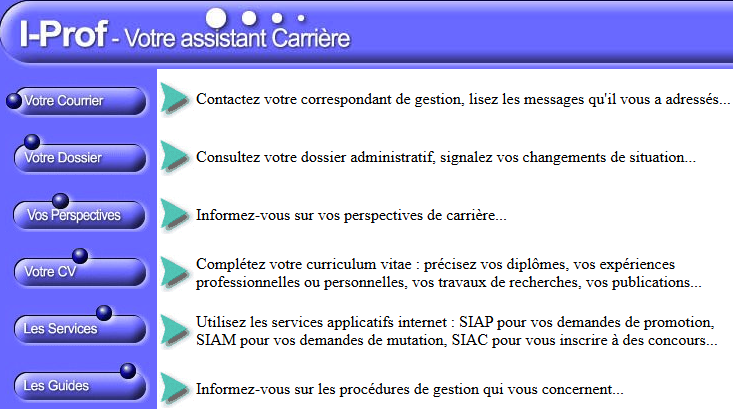 I-Prof - Votre assistant Carrière
Votre Courrier
Contactez votre correspondant de gestion, lisez les messages qu'il vous a adressés...
Votre Dossier
Consultez votre dossier administratif, signalez vos changements de situation...
Vos Perspectives
Informez-vous sur vos perspectives de carrière...
Votre CV
Complétez votre curriculum vitae : précisez vos diplômes, vos expériences
professionnelles ou personnelles, vos travaux de recherches, vos publications...
Les Services
Utilisez les services applicatifs internet : SIAP pour vos demandes de promotion,
SIAM pour vos demandes de mutation, SIAC pour vous inscrire à des concours...
Les Guides
Informez-vous sur les procédures de gestion qui vous concernent...